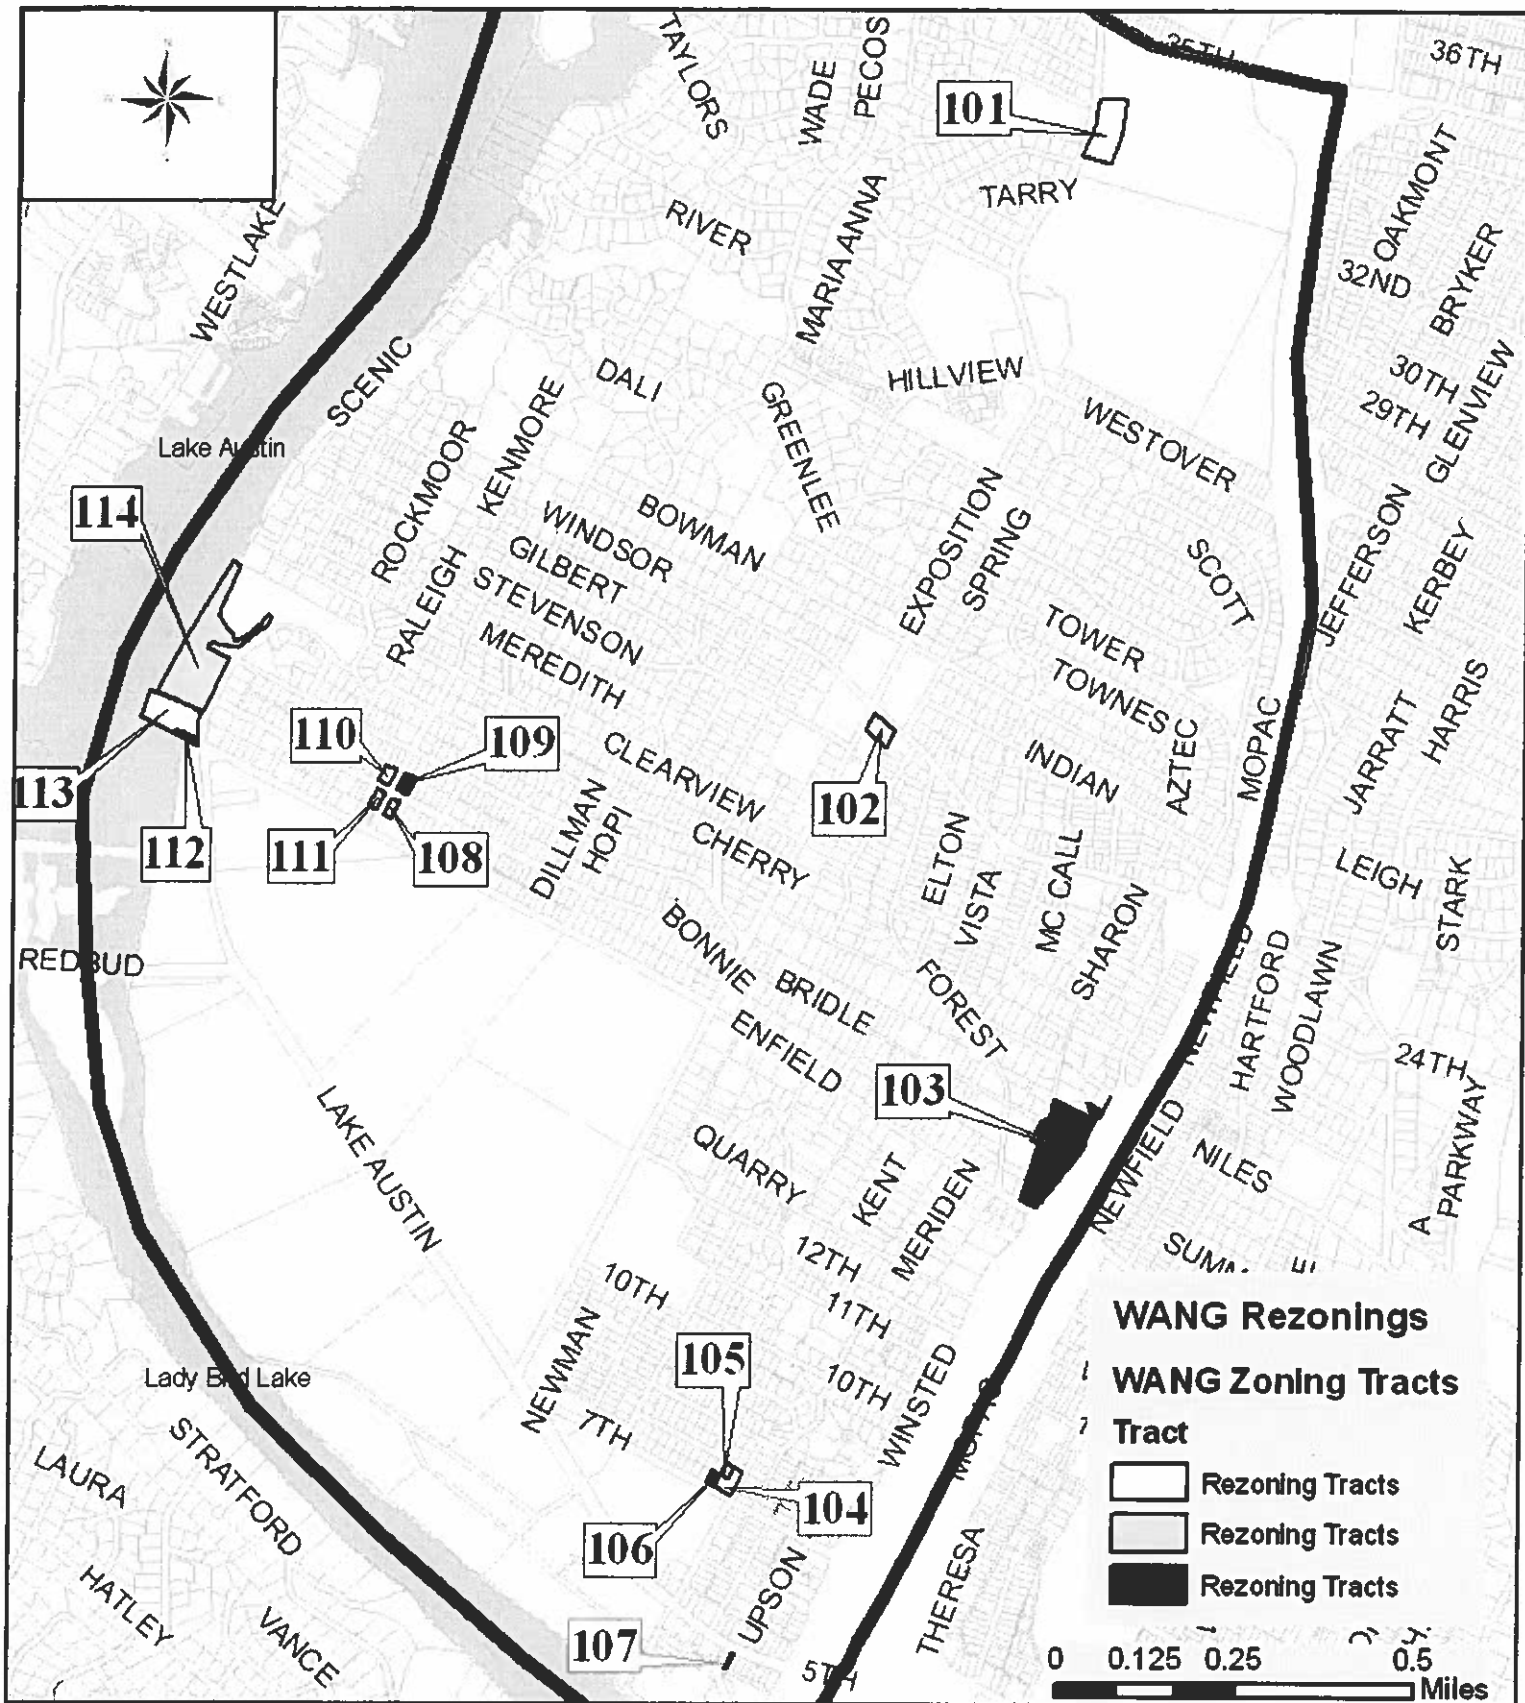 TAYLORS
WADE
PECOS
35TH
36TH
101
TARRY
OAKMONT
32ND
BRYKER
RIVER
MARIA ANNA
WESTLAKE
SCENIC
DALI
HILLVIEW
30TH
29TH
GLENVIEW
Lake Austin
ROCKMOOR
KENMORE
GREENLEE
WESTOVER
114
WINDSOR
BOWMAN
EXPOSITION
SPRING
SCOTT
JEFFERSON
KERBEY
RALEIGH
GILBERT
STEVENSON
MEREDITH
TOWER
TOWNES
110
109
113
112
111
108
CLEARVIEW
102
INDIAN
AZTEC
MOPAC
JARRATT
HARRIS
DILLMAN
HOPI
CHERRY
ELTON
VISTA
MC CALL
SHARON
LEIGH
STARK
REDBUD
BONNIE
BRIDLE
ENFIELD
FOREST
NEWFIELD
HARTFORD
WOODLAWN
24TH
103
LAKE AUSTIN
QUARRY
KENT
MERIDEN
NEWFIELD
NILES
A
PARKWAY
12TH
11TH
10TH
10TH
NEWMAN
7TH
105
WINSTED
MOPAC
Lady Bird Lake
STRATFORD
LAURA
104
106
HATLEY
VANCE
107
UPSON
5TH
THERESA
WANG Rezonings
WANG Zoning Tracts
Tract
Rezoning Tracts
Rezoning Tracts
Rezoning Tracts
0 0.125 0.25 0.5
Miles